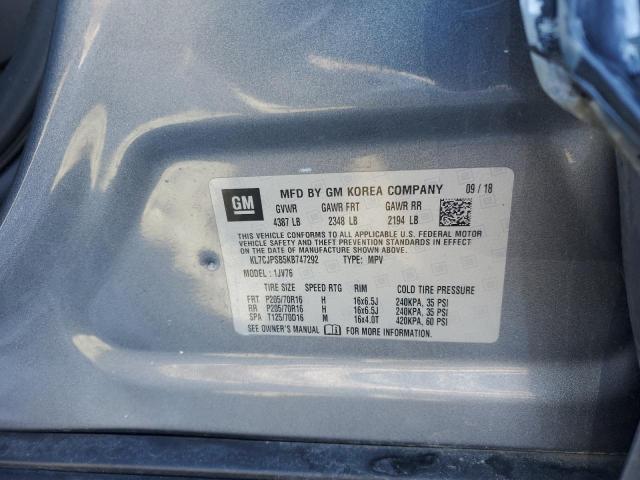 GM MFD BY GM KOREA COMPANY 09 / 18
GVWR GAWR FRT GAWR RR
4387 LB 2348 LB 2194 LB
THIS VEHICLE CONFORMS TO ALL APPLICABLE U.S. FEDERAL MOTOR
VEHICLE SAFETY AND THEFT PREVENTION STANDARDS IN EFFECT
ON THE DATE OF MANUFACTURE SHOWN ABOVE.
KL7CJPSB5KB747292 TYPE: MPV
MODEL: 1JV76
TIRE SIZE SPEED RTG RIM COLD TIRE PRESSURE
FRT P205/70R16 H 16x6.5J 240KPA, 35 PSI
RR P205/70R16 H 16x6.5J 240KPA, 35 PSI
SPA T125/70D16 M 16x4.0T 420KPA, 60 PSI
SEE OWNER'S MANUAL FOR MORE INFORMATION.